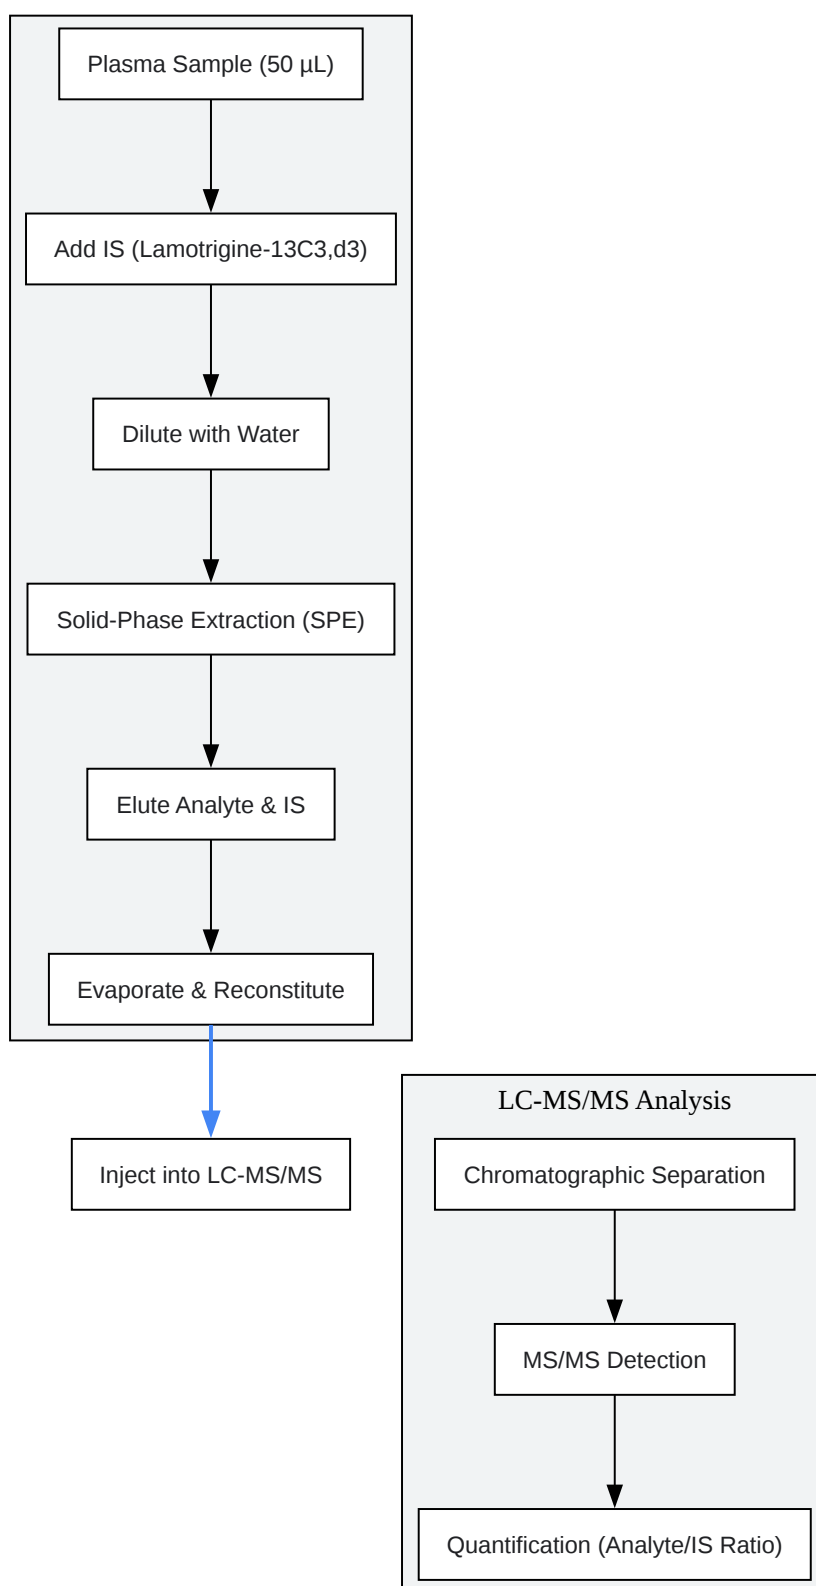 Plasma Sample (50 µL)
Add IS (Lamotrigine-13C3,d3)
Dilute with Water
Solid-Phase Extraction (SPE)
Elute Analyte & IS
Evaporate & Reconstitute
Inject into LC-MS/MS
LC-MS/MS Analysis
Chromatographic Separation
MS/MS Detection
Quantification (Analyte/IS Ratio)